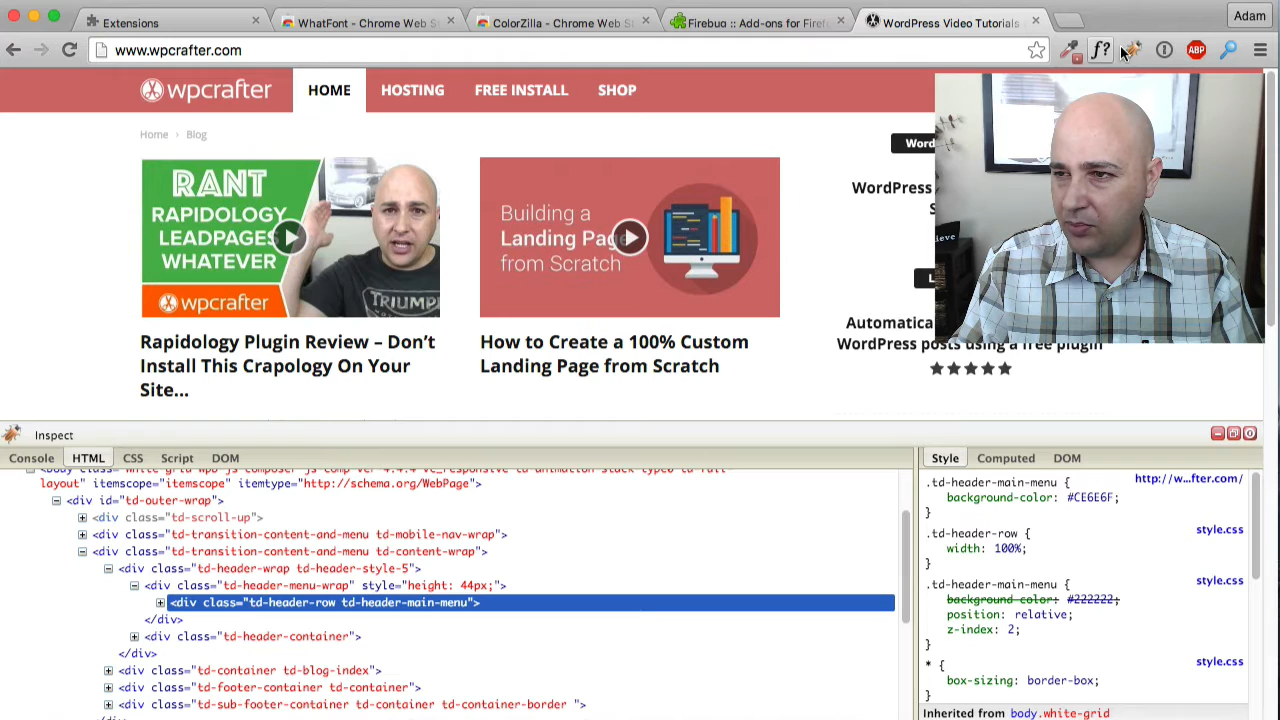 Extensions
WhatFont - Chrome Web St
ColorZilla - Chrome Web St
Firebug :: Add-ons for Firef
WordPress Video Tutorials
Adam
www.wpcrafter.com
f?
ABP
wpcrafter
HOME
HOSTING
FREE INSTALL
SHOP
Home › Blog
RANT
RAPIDOLOGY
LEADPAGES
WHATEVER
wpcrafter
TRIUMPH
Rapidology Plugin Review – Don't
Install This Crapology On Your
Site...
Building a
Landing Page
from Scratch
How to Create a 100% Custom
Landing Page from Scratch
Word
WordPress
S
ieve
L
Automatica
WordPress posts using a free plugin
Inspect
Console
HTML
CSS
Script
DOM
layout" itemscope="itemscope" itemtype="http://schema.org/WebPage">
<div id="td-outer-wrap">
<div class="td-scroll-up">
<div class="td-transition-content-and-menu td-mobile-nav-wrap">
<div class="td-transition-content-and-menu td-content-wrap">
<div class="td-header-wrap td-header-style-5">
<div class="td-header-menu-wrap" style="height: 44px;">
<div class="td-header-row td-header-main-menu">
</div>
<div class="td-header-container">
</div>
<div class="td-container td-blog-index">
<div class="td-footer-container td-container">
<div class="td-sub-footer-container td-container td-container-border ">
Style
Computed
DOM
.td-header-main-menu { http://w...fter.com/
background-color: #CE6E6F;
}
.td-header-row { style.css
width: 100%;
}
.td-header-main-menu { style.css
background-color: #222222;
position: relative;
z-index: 2;
}
* { style.css
box-sizing: border-box;
}
Inherited from body.white-grid